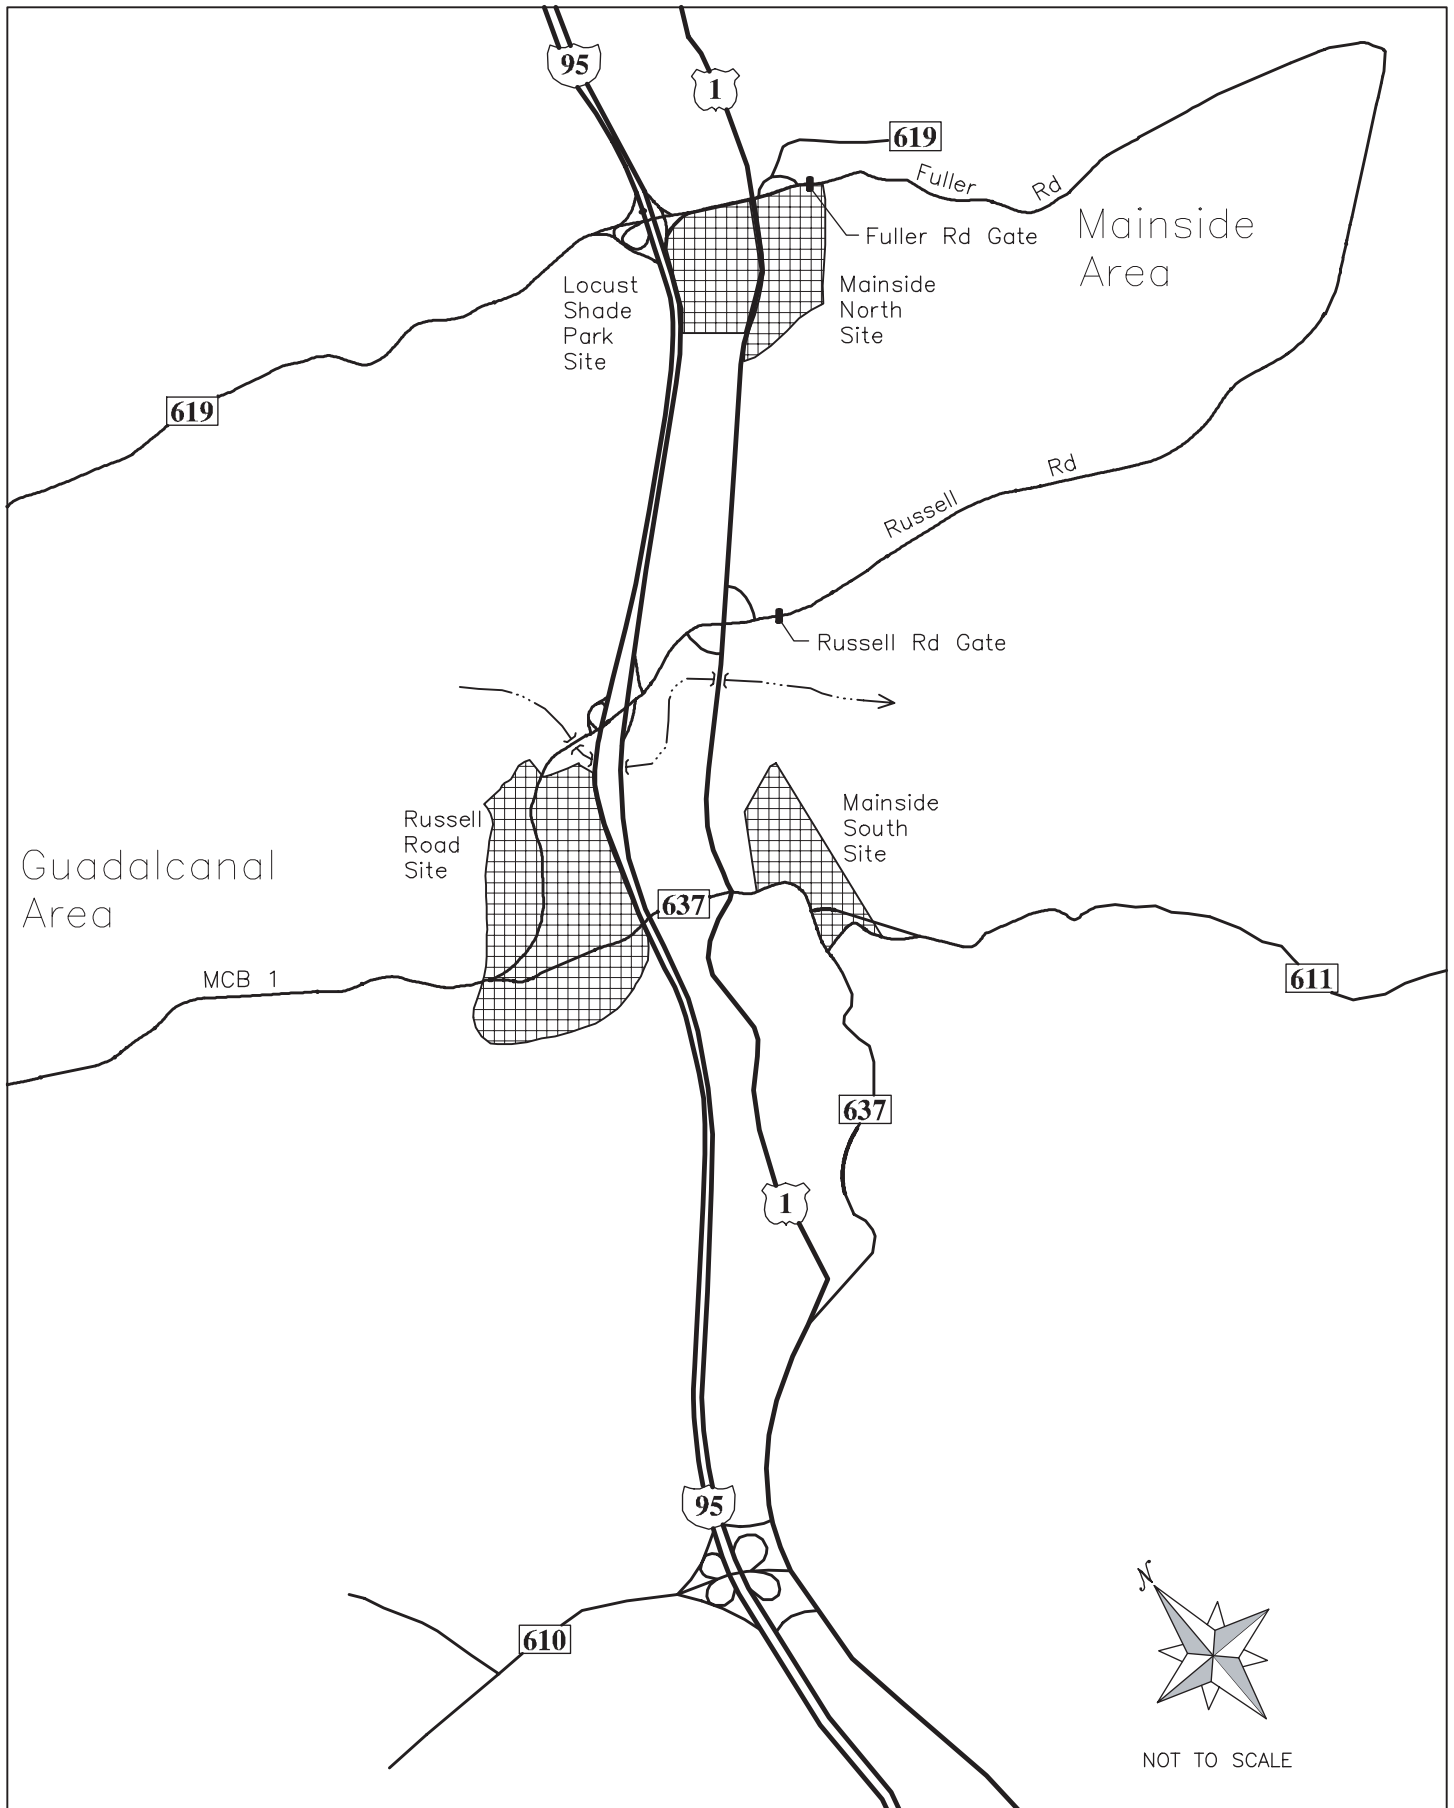 95
1
619
Fuller Rd
Fuller Rd Gate
Mainside
Area
Locust
Shade
Park
Site
Mainside
North
Site
619
Russell Rd
Russell Rd Gate
Russell
Road
Site
Mainside
South
Site
Guadalcanal
Area
637
MCB 1
611
637
1
95
610
N
NOT TO SCALE